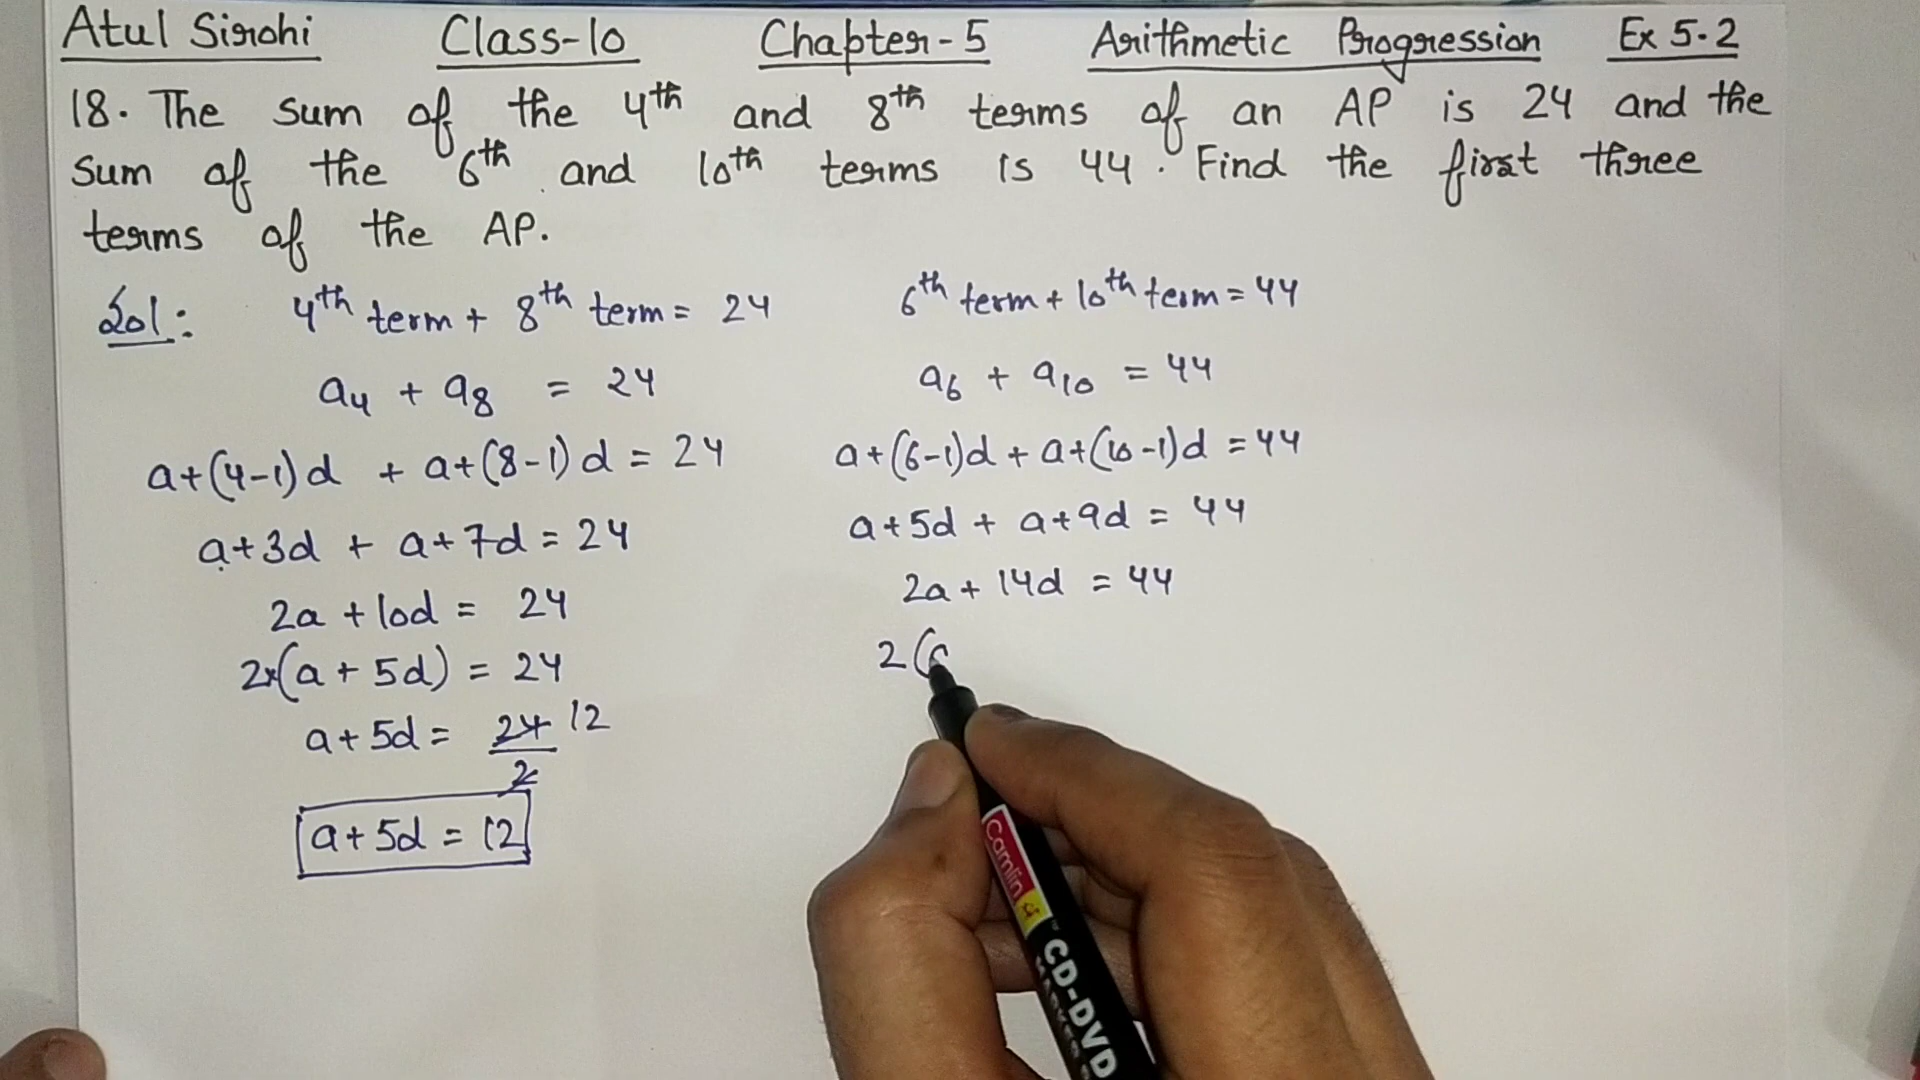 Atul Sirohi Class-10 Chapter-5 Arithmetic Progression Ex 5.2
18. The sum of the 4th and 8th terms of an AP is 24 and the
sum of the 6th and 10th terms is 44. Find the first three
terms of the AP.
Sol:
4th term + 8th term = 24
a4 + a8 = 24
a+(4-1)d + a+(8-1)d = 24
a+3d + a+7d = 24
2a + 10d = 24
2×(a + 5d) = 24
a+5d = 24/2 12
a+5d = 12
6th term + 10th term = 44
a6 + a10 = 44
a+(6-1)d + a+(10-1)d = 44
a+5d + a+9d = 44
2a + 14d = 44
2(
Camlin
CD-DVD